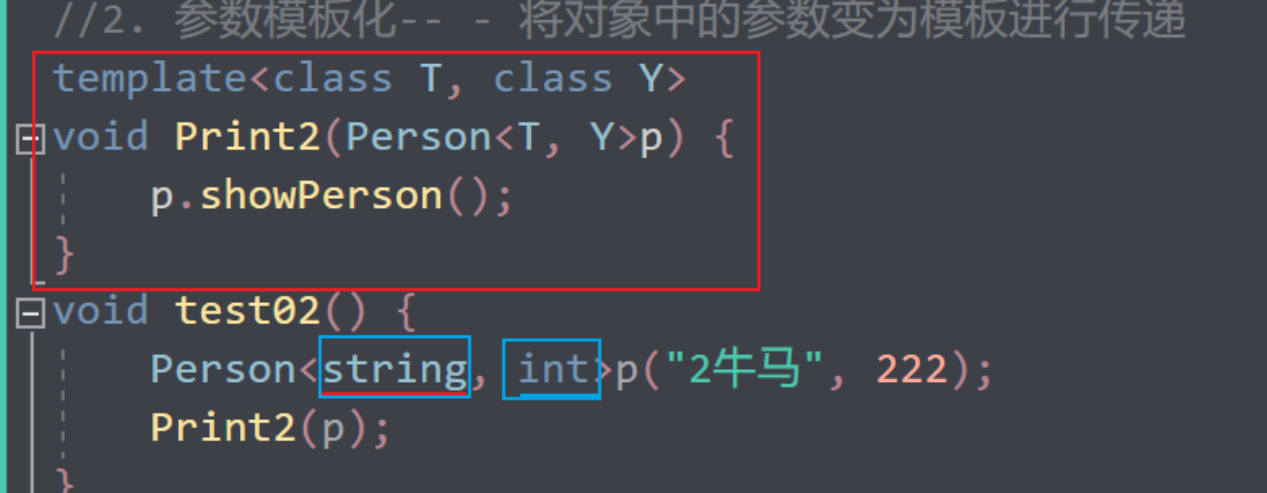 //2. 参数模板化-- - 将对象中的参数变为模板进行传递
template<class T, class Y>
void Print2(Person<T, Y>p) {
    p.showPerson();
}
void test02() {
    Person<string, int>p("2牛马", 222);
    Print2(p);
}